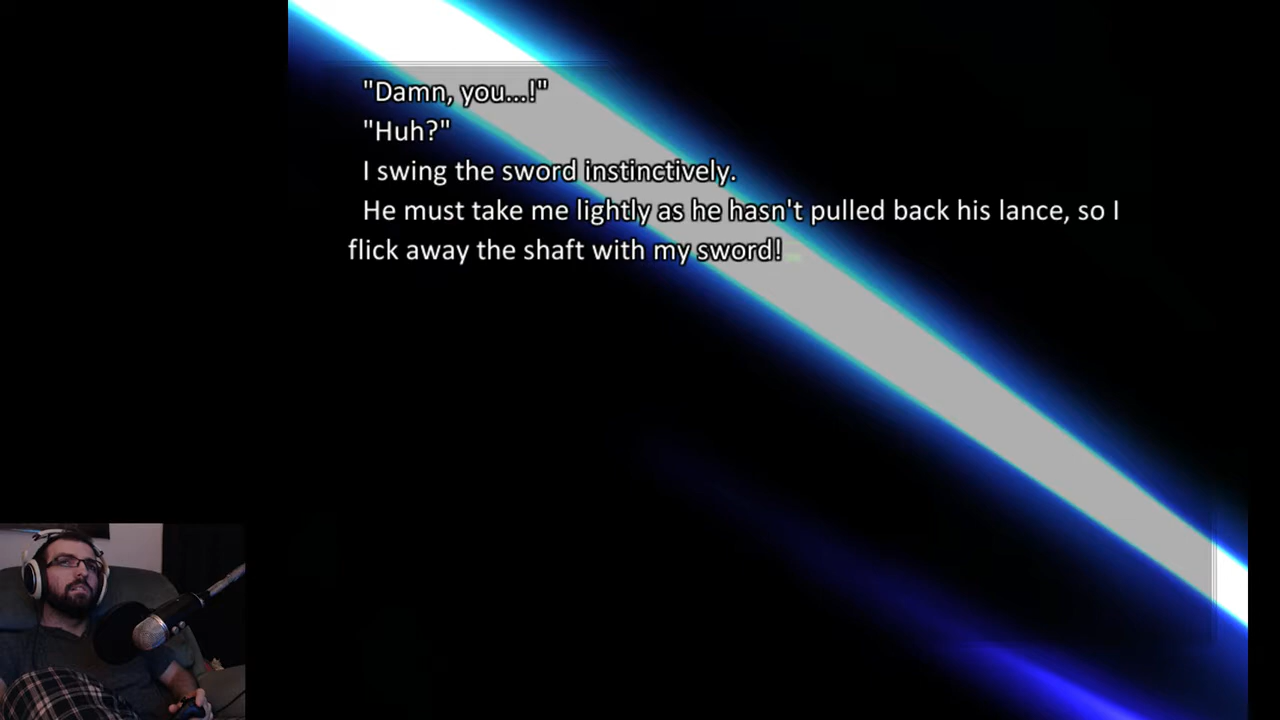 "Damn, you...!"
"Huh?"
I swing the sword instinctively.
He must take me lightly as he hasn't pulled back his lance, so I
flick away the shaft with my sword!